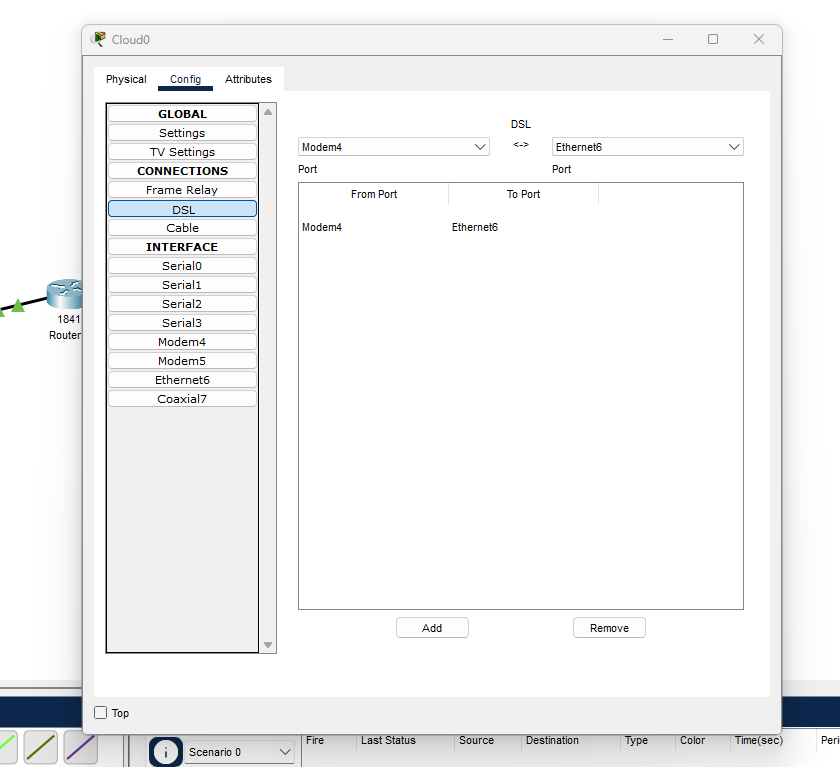 Cloud0
Physical Config Attributes
GLOBAL
Settings
TV Settings
CONNECTIONS
Frame Relay
DSL
Cable
INTERFACE
Serial0
Serial1
Serial2
Serial3
Modem4
Modem5
Ethernet6
Coaxial7
DSL
Modem4 <-> Ethernet6
Port Port
From Port To Port
Modem4 Ethernet6
Add Remove
Top
1841
Router
Scenario 0
Fire Last Status Source Destination Type Color Time(sec)